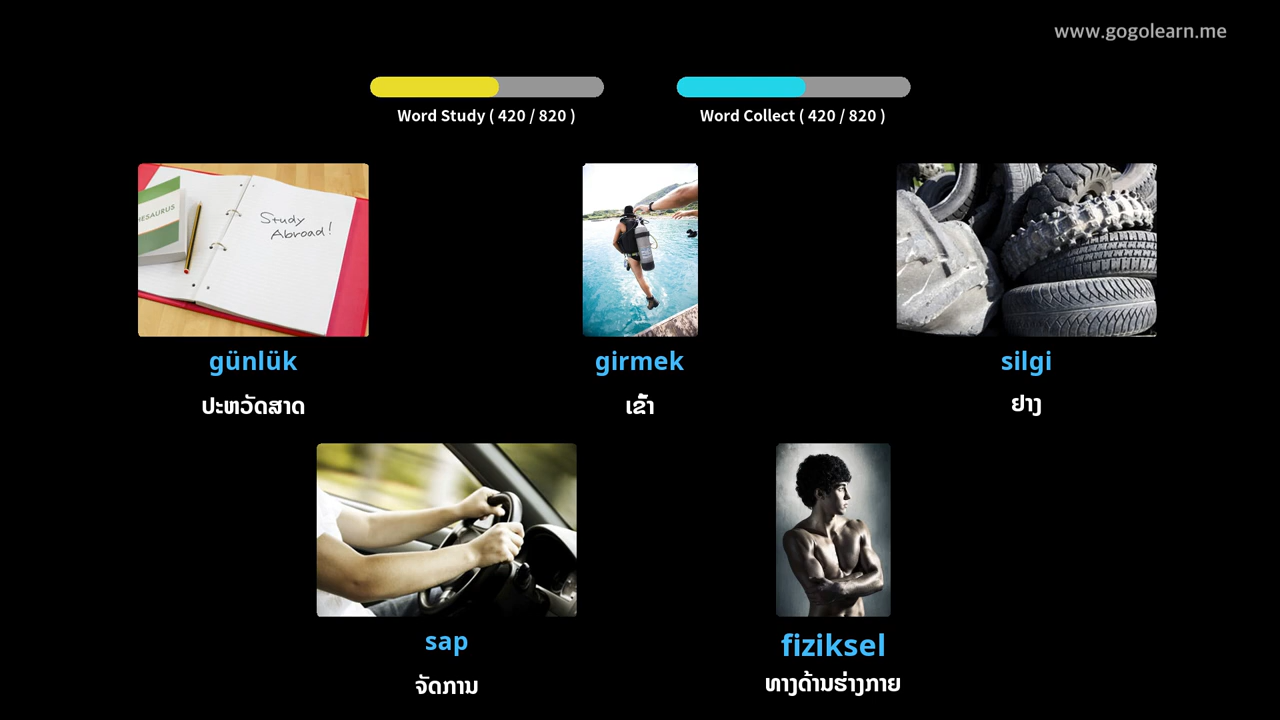 www.gogolearn.me
Word Study ( 420 / 820 )
Word Collect ( 420 / 820 )
THESAURUS
Study
Abroad!
günlük
girmek
silgi
ປະຫວັດສາດ
ເຂົ້າ
ຢາງ
sap
fiziksel
ຈັດການ
ທາງດ້ານຮ່າງກາຍ